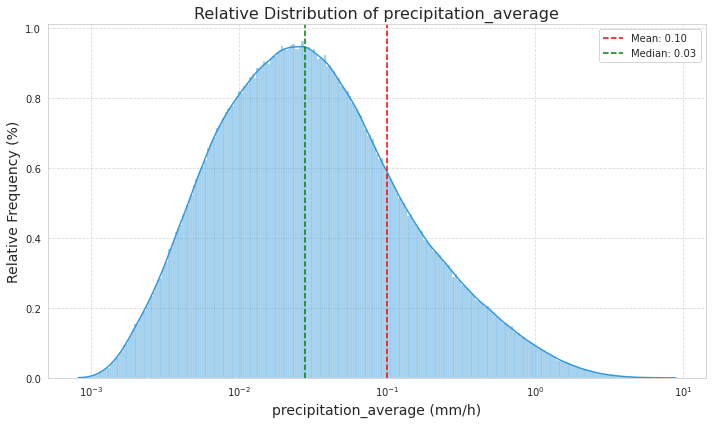 Relative Distribution of precipitation_average
Mean: 0.10
Median: 0.03
Relative Frequency (%)
1.0
0.8
0.6
0.4
0.2
0.0
10⁻³
10⁻²
10⁻¹
10⁰
10¹
precipitation_average (mm/h)